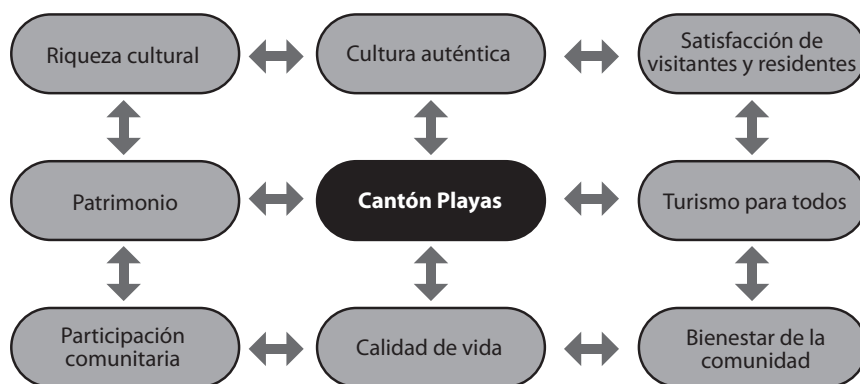 Riqueza cultural
Cultura auténtica
Satisfacción de
visitantes y residentes
Patrimonio
Cantón Playas
Turismo para todos
Participación
comunitaria
Calidad de vida
Bienestar de la
comunidad